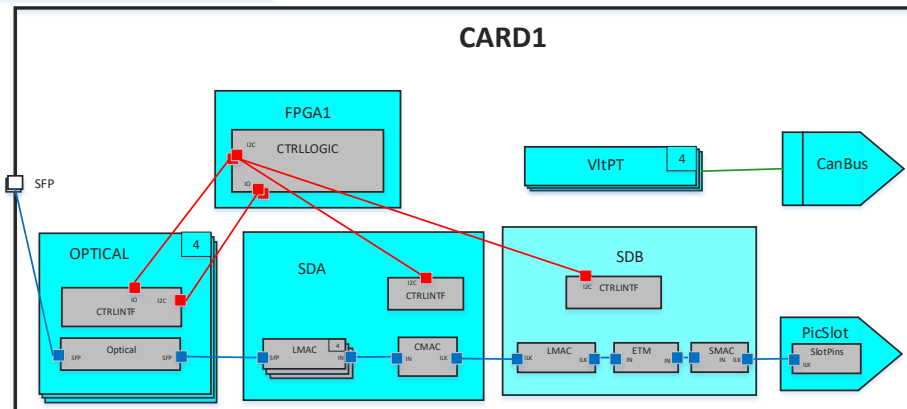 CARD1
FPGA1
I2C
CTRLLOGIC
IO
VltPT
4
CanBus
SFP
OPTICAL
4
IO
I2C
CTRLINTF
Optical
SFP
SFP
SDA
I2C
CTRLINTF
LMAC
4
SFP
IN
CMAC
IN
ILK
SDB
I2C
CTRLINTF
LMAC
ILK
ILK
ETM
IN
IN
SMAC
IN
ILK
PicSlot
SlotPins
ILK